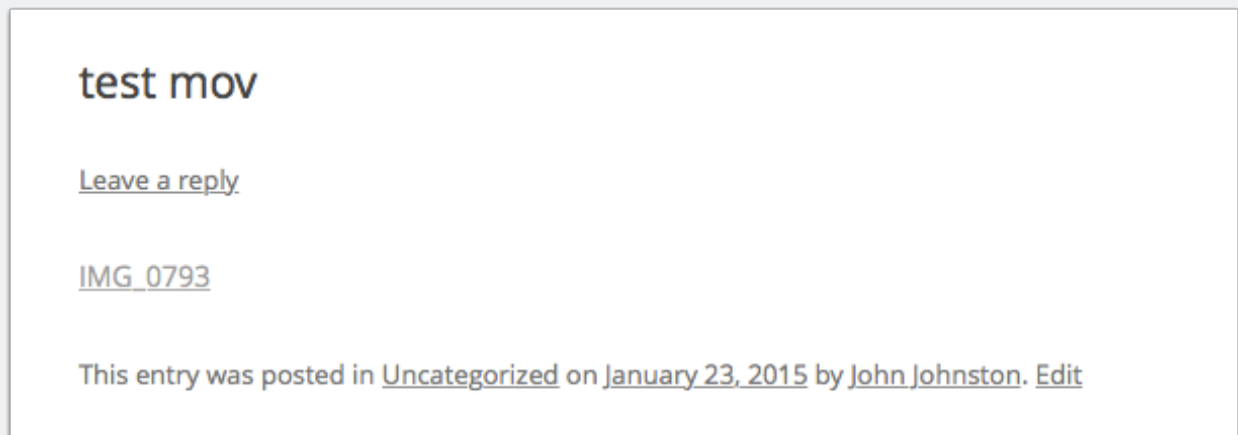 test mov
Leave a reply
IMG_0793
This entry was posted in Uncategorized on January 23, 2015 by John Johnston. Edit